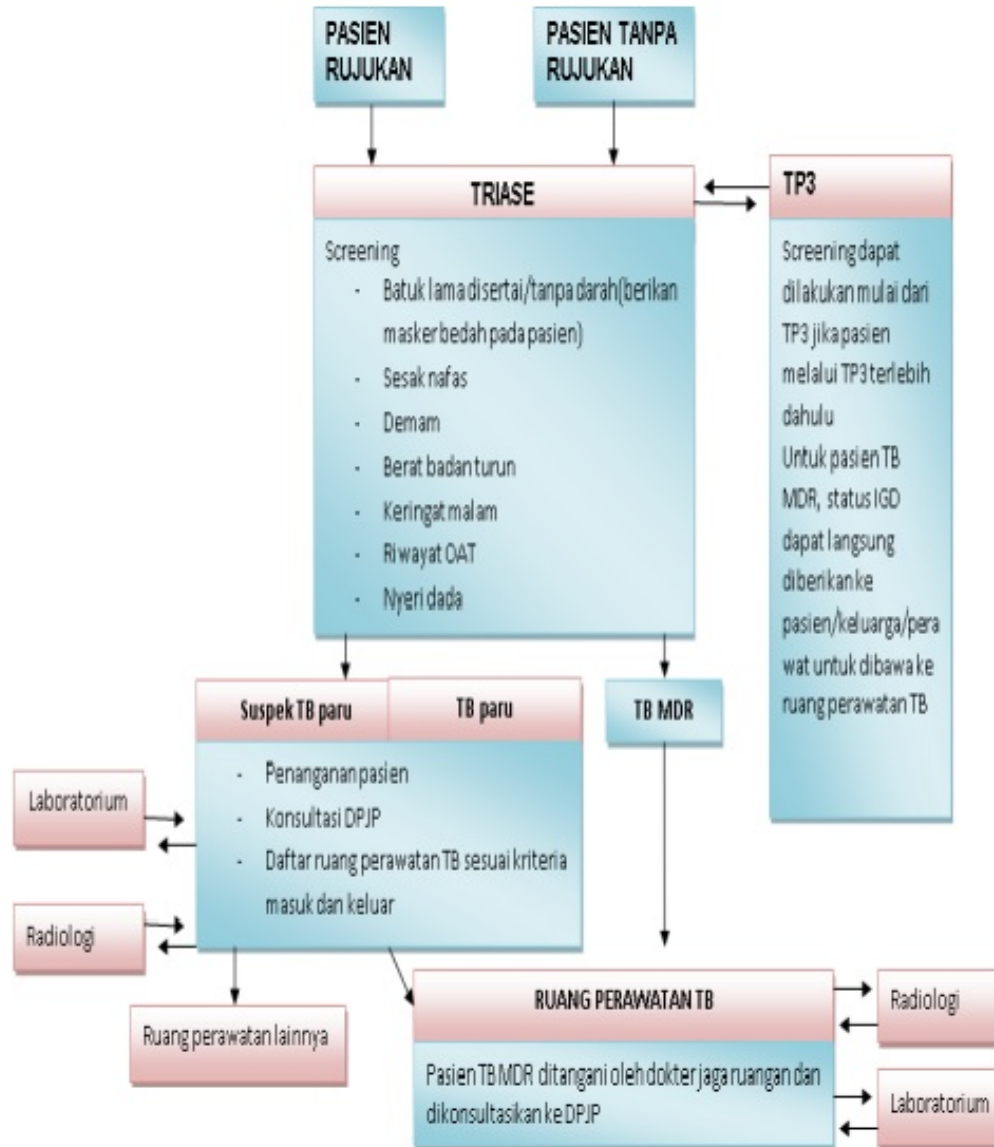 PASIEN
RUJUKAN
PASIEN TANPA
RUJUKAN
TRIASE
Screening
- Batuk lama disertai/tanpa darah(berikan
masker bedah pada pasien)
- Sesak nafas
- Demam
- Berat badan turun
- Keringat malam
- Riwayat OAT
- Nyeri dada
TP3
Screening dapat
dilakukan mulai dari
TP3 jika pasien
melalui TP3 terlebih
dahulu
Untuk pasien TB
MDR, status IGD
dapat langsung
diberikan ke
pasien/keluarga/pera
wat untuk dibawa ke
ruang perawatan TB
Suspek TB paru
TB paru
- Penanganan pasien
- Konsultasi DPJP
- Daftar ruang perawatan TB sesuai kriteria
masuk dan keluar
TB MDR
Laboratorium
Radiologi
Ruang perawatan lainnya
RUANG PERAWATAN TB
Pasien TB MDR ditangani oleh dokter jaga ruangan dan
dikonsultasikan ke DPJP
Radiologi
Laboratorium